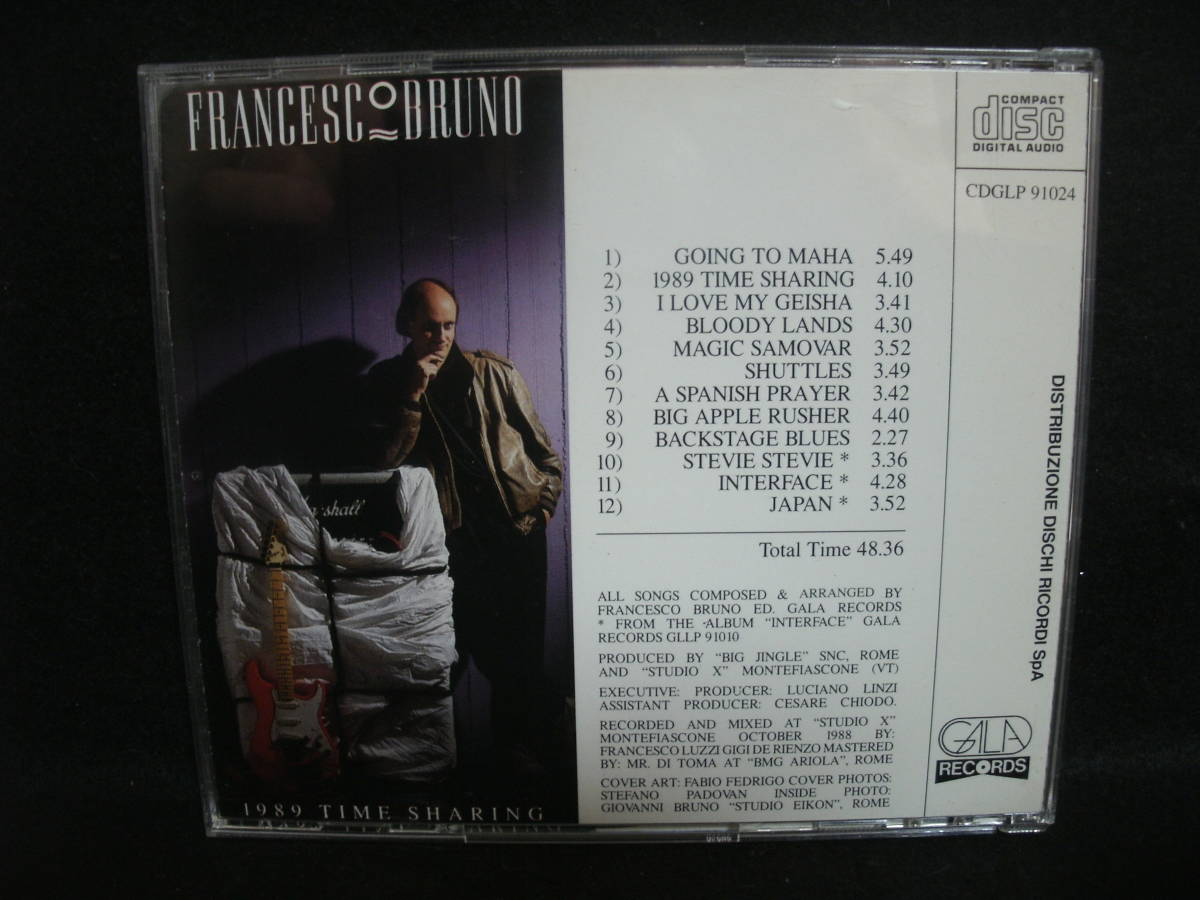 FRANCESCO BRUNO
Marshall
1989 TIME SHARING
COMPACT
disc
DIGITAL AUDIO
CDGLP 91024
1) GOING TO MAHA 5.49
2) 1989 TIME SHARING 4.10
3) I LOVE MY GEISHA 3.41
4) BLOODY LANDS 4.30
5) MAGIC SAMOVAR 3.52
6) SHUTTLES 3.49
7) A SPANISH PRAYER 3.42
8) BIG APPLE RUSHER 4.40
9) BACKSTAGE BLUES 2.27
10) STEVIE STEVIE * 3.36
11) INTERFACE * 4.28
12) JAPAN * 3.52
Total Time 48.36
ALL SONGS COMPOSED & ARRANGED BY
FRANCESCO BRUNO ED. GALA RECORDS
* FROM THE ALBUM “INTERFACE” GALA
RECORDS GLLP 91010
PRODUCED BY “BIG JINGLE” SNC, ROME
AND “STUDIO X” MONTEFIASCONE (VT)
EXECUTIVE: PRODUCER: LUCIANO LINZI
ASSISTANT PRODUCER: CESARE CHIODO.
RECORDED AND MIXED AT “STUDIO X”
MONTEFIASCONE OCTOBER 1988 BY:
FRANCESCO LUZZI GIGI DE RIENZO MASTERED
BY: MR. DI TOMA AT “BMG ARIOLA”, ROME
COVER ART: FABIO FEDRIGO COVER PHOTOS:
STEFANO PADOVAN INSIDE PHOTO:
GIOVANNI BRUNO “STUDIO EIKON”, ROME
DISTRIBUZIONE DISCHI RICORDI SpA
GALA
RECORDS